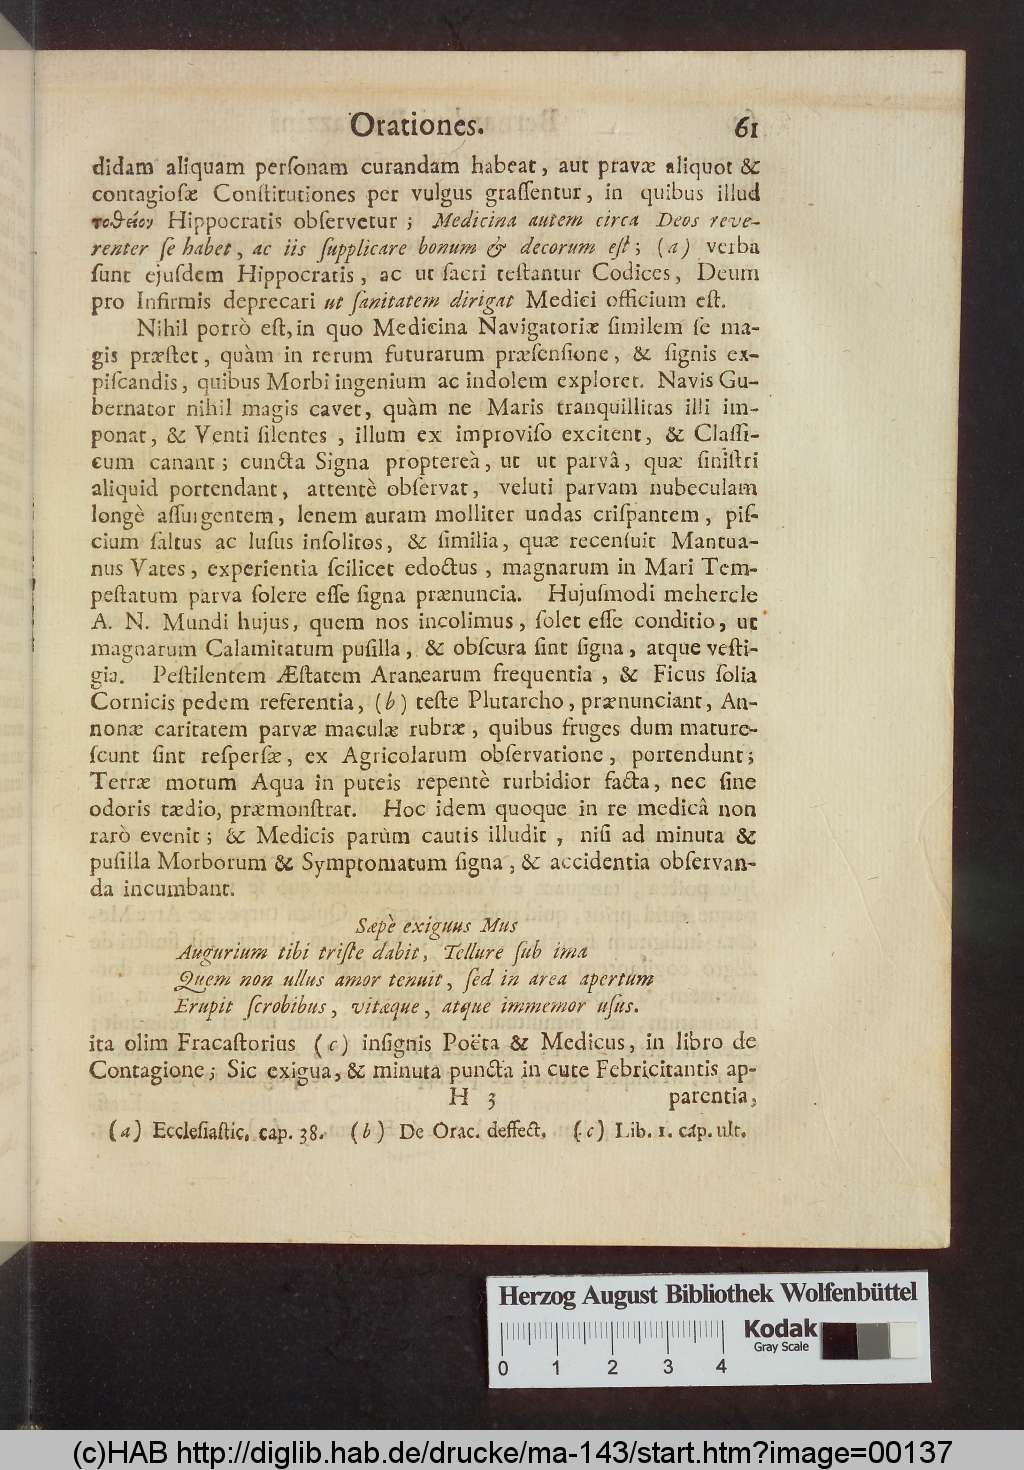 Orationes. 61
didam aliquam perſonam curandam habeat, aut pravæ aliquot &
contagioſæ Conſtitutiones per vulgus graſſentur, in quibus illud
τοθεῖον Hippocratis obſervetur; Medicina autem circa Deos reve-
renter ſe habet, ac iis ſupplicare bonum & decorum eſt; (a) verba
ſunt ejuſdem Hippocratis, ac ut ſacri teſtantur Codices, Deum
pro Infirmis deprecari ut ſanitatem dirigat Medici officium eſt.
Nihil porrò eſt, in quo Medicina Navigatoriæ ſimilem ſe ma-
gis præſtet, quàm in rerum futurarum præſenſione, & ſignis ex-
piſcandis, quibus Morbi ingenium ac indolem exploret. Navis Gu-
bernator nihil magis cavet, quàm ne Maris tranquillitas illi im-
ponat, & Venti ſilentes, illum ex improviſo excitent, & Claſſi-
cum canant; cuncta Signa propterea, ut ut parvâ, quæ ſiniſtri
aliquid portendant, attentè obſervat, veluti parvam nubeculam
longè aſſurgentem, lenem auram molliter undas criſpantem, piſ-
cium ſaltus ac luſus inſolitos, & ſimilia, quæ recenſuit Mantua-
nus Vates, experientia ſcilicet edoctus, magnarum in Mari Tem-
peſtatum parva ſolere eſſe ſigna prænuncia. Hujuſmodi mehercle
A. N. Mundi hujus, quem nos incolimus, ſolet eſſe conditio, ut
magnarum Calamitatum puſilla, & obſcura ſint ſigna, atque veſti-
gia. Peſtilentem Æſtatem Aranearum frequentia, & Ficus folia
Cornicis pedem referentia, (b) teſte Plutarcho, prænunciant, An-
nonæ caritatem parvæ maculæ rubræ, quibus fruges dum mature-
ſcunt ſint reſperſæ, ex Agricolarum obſervatione, portendunt;
Terræ motum Aqua in puteis repentè turbidior facta, nec ſine
odoris tædio, præmonſtrat. Hoc idem quoque in re medicâ non
rarò evenit; & Medicis parùm cautis illudit, niſi ad minuta &
puſilla Morborum & Symptomatum ſigna, & accidentia obſervan-
da incumbant.
Sæpè exiguus Mus
Augurium tibi triſte dabit, Tellure ſub ima
Quem non ullus amor tenuit, ſed in area apertum
Erupit ſcrobibus, vitæque, atque immemor uſus.
ita olim Fracaſtorius (c) inſignis Poëta & Medicus, in libro de
Contagione; Sic exigua, & minuta puncta in cute Febricitantis ap-
H 3 parentia,
(a) Eccleſiaſtic. cap. 38. (b) De Orac. deffect. (c) Lib. 1. cap. ult.
Herzog August Bibliothek Wolfenbüttel
Kodak
Gray Scale
0 1 2 3 4
(c)HAB http://diglib.hab.de/drucke/ma-143/start.htm?image=00137